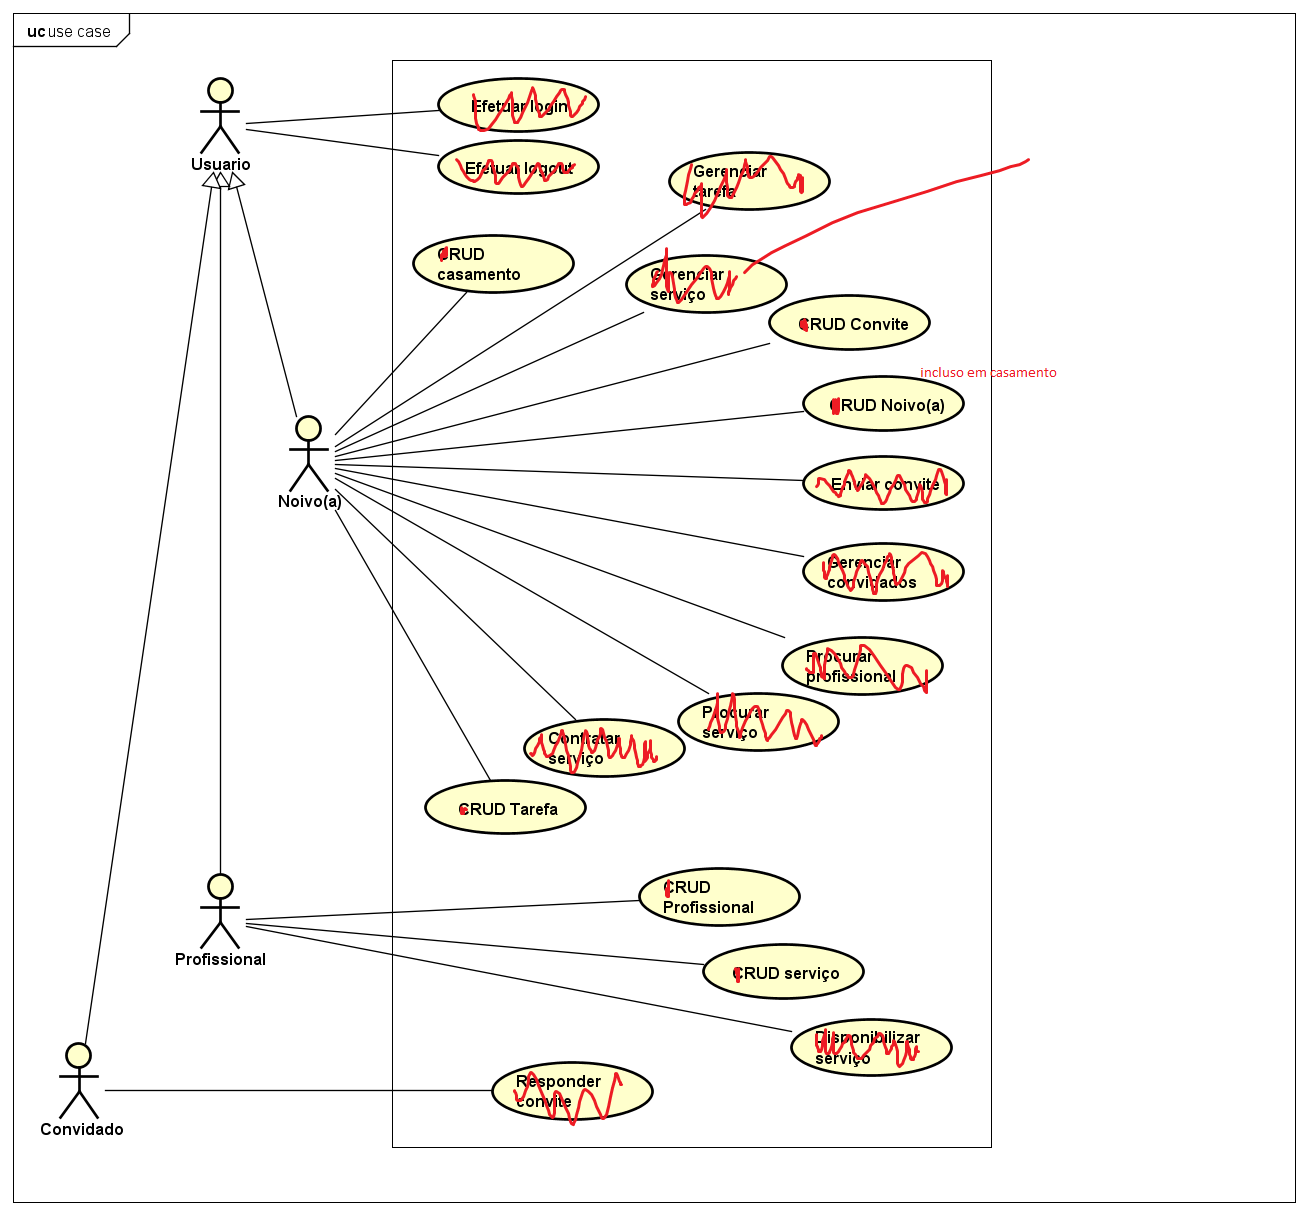 uc use case
Usuario
Efetuar login
Efetuar logout
Gerenciar
tarefa
CRUD
casamento
Gerenciar
serviço
CRUD Convite
incluso em casamento
CRUD Noivo(a)
Noivo(a)
Enviar convite
Gerenciar
convidados
Procurar
profissional
Procurar
serviço
Contratar
serviço
CRUD Tarefa
CRUD
Profissional
Profissional
CRUD serviço
Disponibilizar
serviço
Responder
convite
Convidado